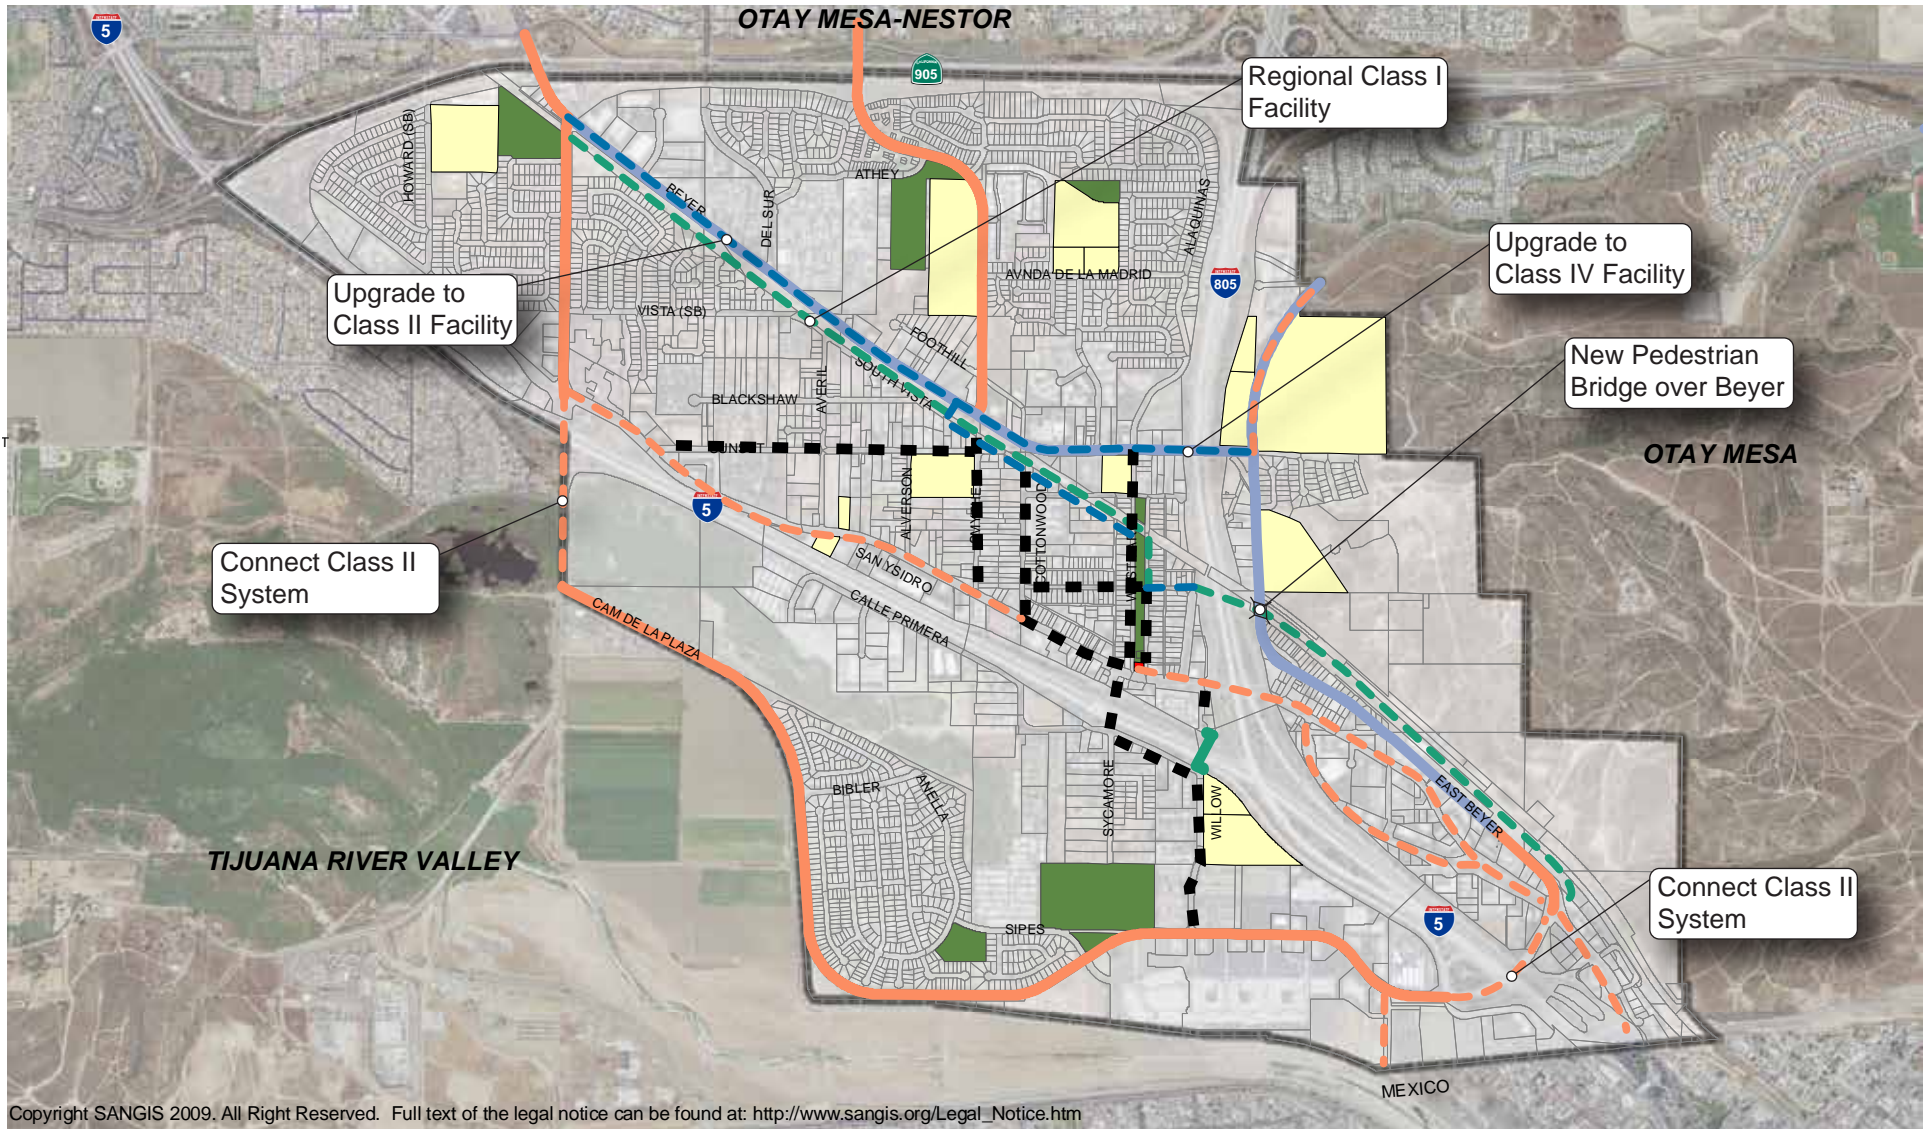 OTAY MESA-NESTOR
5
CALIFORNIA
905
Regional Class I
Facility
HOWARD (SB)
ATHEY
BEYER
DEL SUR
ALAQUINAS
Upgrade to
Class IV Facility
AVNDA DE LA MADRID
805
Upgrade to
Class II Facility
VISTA (SB)
FOOTHILL
New Pedestrian
Bridge over Beyer
SOUTH VISTA
AVERIL
BLACKSHAW
T
SUNSET
OTAY MESA
ALVERSON
COTTONWOOD
5
Connect Class II
System
SAN YSIDRO
CALLE PRIMERA
CAM DE LA PLAZA
BIBLER
ANELLA
SYCAMORE
WILLOW
EAST BEYER
TIJUANA RIVER VALLEY
Connect Class II
System
5
SIPES
MEXICO
Copyright SANGIS 2009. All Right Reserved. Full text of the legal notice can be found at: http://www.sangis.org/Legal_Notice.htm